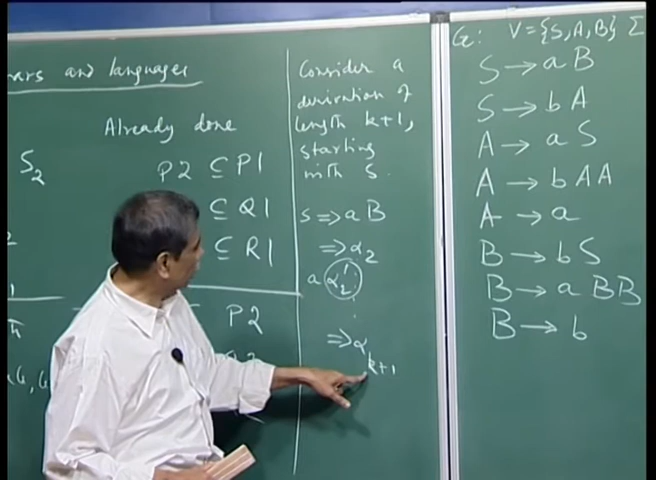 and languages
Already done
S₂
P2 ⊆ P1
⊆ Q1
⊆ R1
P2
Consider a
derivation of
length k+1,
starting
with S.
S ⇒ a B
⇒ α₂
a α₂'
⇒ α k+1
G: V = {S, A, B} Σ
S → a B
S → b A
A → a S
A → b A A
A → a
B → b S
B → a B B
B → b